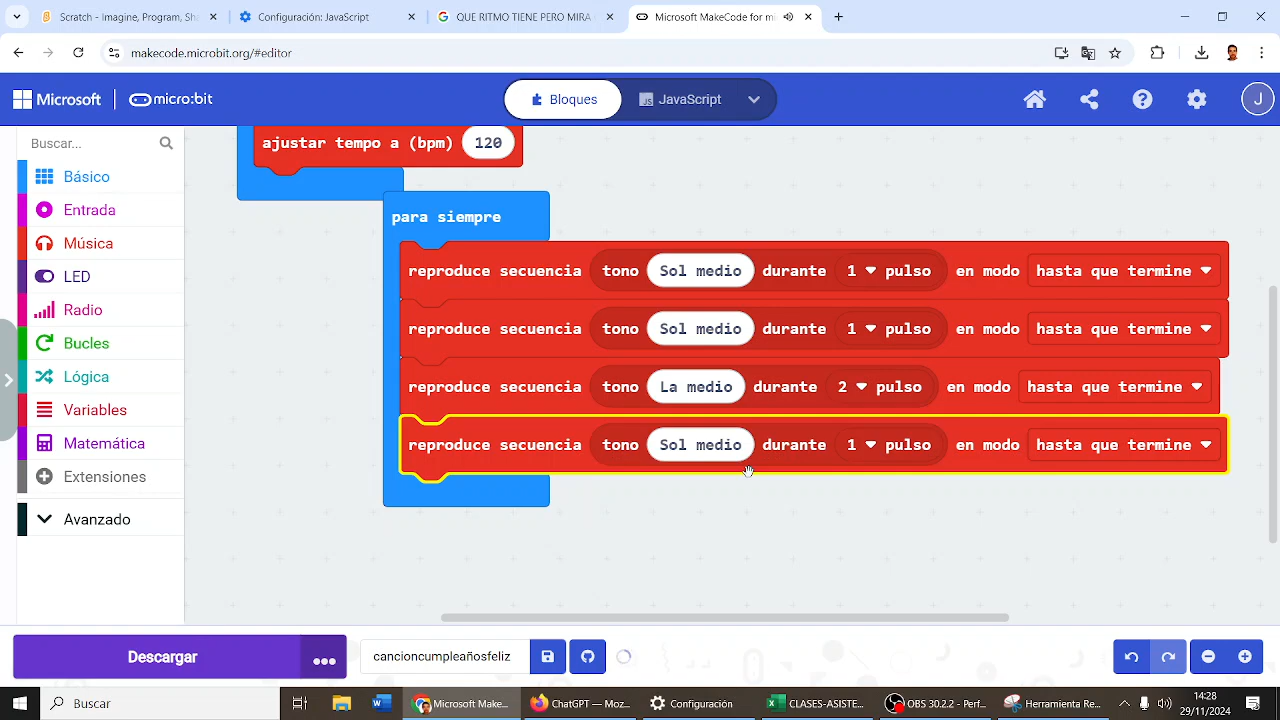 Scratch - Imagine, Program, Sh
Configuración: JavaScript
QUE RITMO TIENE PERO MIRA
Microsoft MakeCode for mi
makecode.microbit.org/#editor
Microsoft
micro:bit
Bloques
JavaScript
J
Buscar...
Básico
Entrada
Música
LED
Radio
Bucles
Lógica
Variables
Matemática
Extensiones
Avanzado
ajustar tempo a (bpm) 120
para siempre
reproduce secuencia tono Sol medio durante 1 pulso en modo hasta que termine
reproduce secuencia tono Sol medio durante 1 pulso en modo hasta que termine
reproduce secuencia tono La medio durante 2 pulso en modo hasta que termine
reproduce secuencia tono Sol medio durante 1 pulso en modo hasta que termine
Descargar
cancioncumpleañosfeliz
Buscar
Microsoft Make...
ChatGPT — Moz...
Configuración
CLASES-ASISTE...
OBS 30.2.2 - Perf...
Herramienta Re...
14:28
29/11/2024